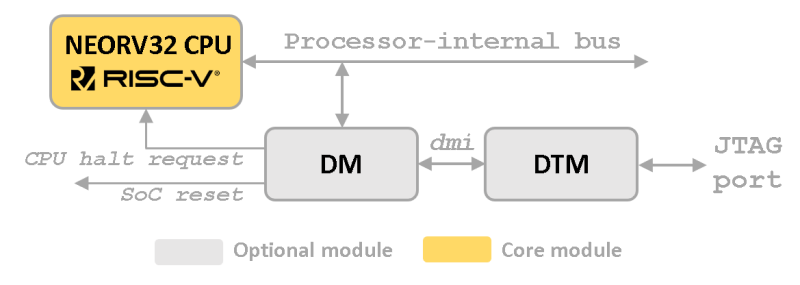 NEORV32 CPU
RISC-V®
Processor-internal bus
CPU halt request
SoC reset
DM
dmi
DTM
JTAG
port
Optional module
Core module